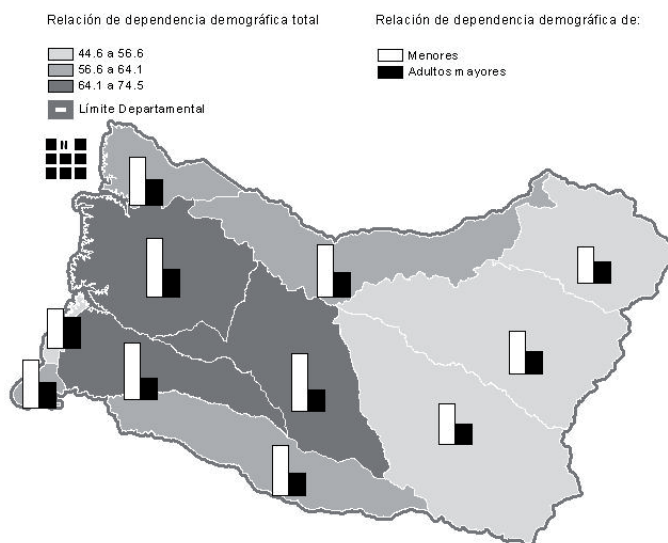 Relación de dependencia demográfica total
44.6 a 56.6
56.6 a 64.1
64.1 a 74.5
Límite Departamental
Relación de dependencia demográfica de:
Menores
Adultos mayores
N